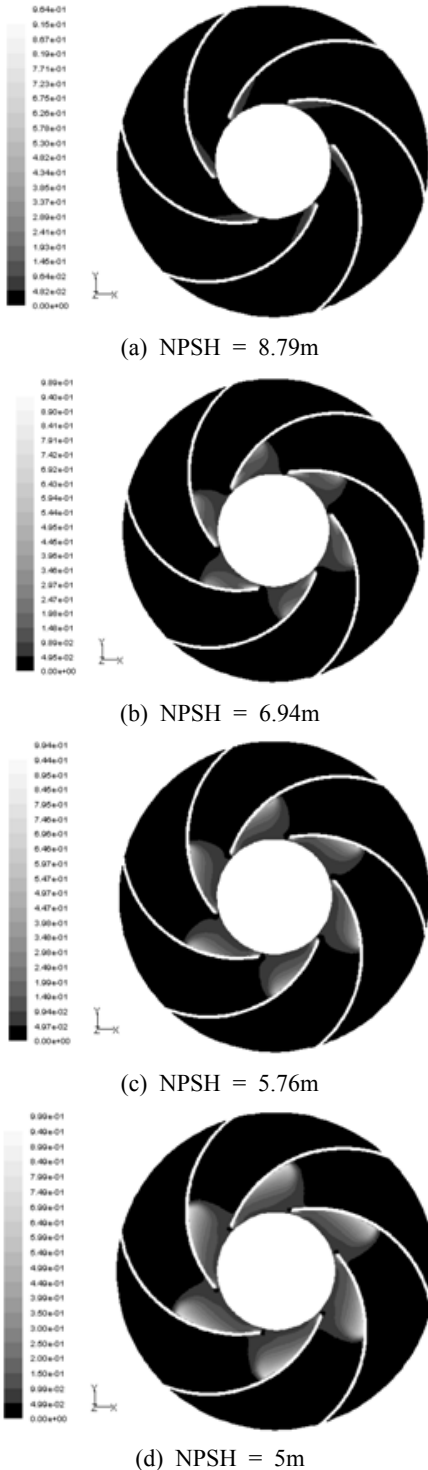 9.64e-01
9.15e-01
8.67e-01
8.19e-01
7.71e-01
7.23e-01
6.75e-01
6.26e-01
5.78e-01
5.30e-01
4.82e-01
4.34e-01
3.85e-01
3.37e-01
2.89e-01
2.41e-01
1.93e-01
1.45e-01
9.64e-02
4.82e-02
0.00e+00
Y
Z X
(a) NPSH = 8.79m
9.89e-01
9.40e-01
8.90e-01
8.41e-01
7.91e-01
7.42e-01
6.92e-01
6.43e-01
5.94e-01
5.44e-01
4.95e-01
4.45e-01
3.96e-01
3.46e-01
2.97e-01
2.47e-01
1.98e-01
1.48e-01
9.89e-02
4.95e-02
0.00e+00
Y
Z X
(b) NPSH = 6.94m
9.94e-01
9.44e-01
8.95e-01
8.45e-01
7.95e-01
7.46e-01
6.96e-01
6.46e-01
5.97e-01
5.47e-01
4.97e-01
4.47e-01
3.98e-01
3.48e-01
2.98e-01
2.49e-01
1.99e-01
1.49e-01
9.94e-02
4.97e-02
0.00e+00
Y
Z X
(c) NPSH = 5.76m
9.99e-01
9.49e-01
8.99e-01
8.49e-01
7.99e-01
7.49e-01
6.99e-01
6.49e-01
5.99e-01
5.49e-01
4.99e-01
4.49e-01
3.99e-01
3.50e-01
3.00e-01
2.50e-01
2.00e-01
1.50e-01
9.99e-02
4.99e-02
0.00e+00
Y
Z X
(d) NPSH = 5m